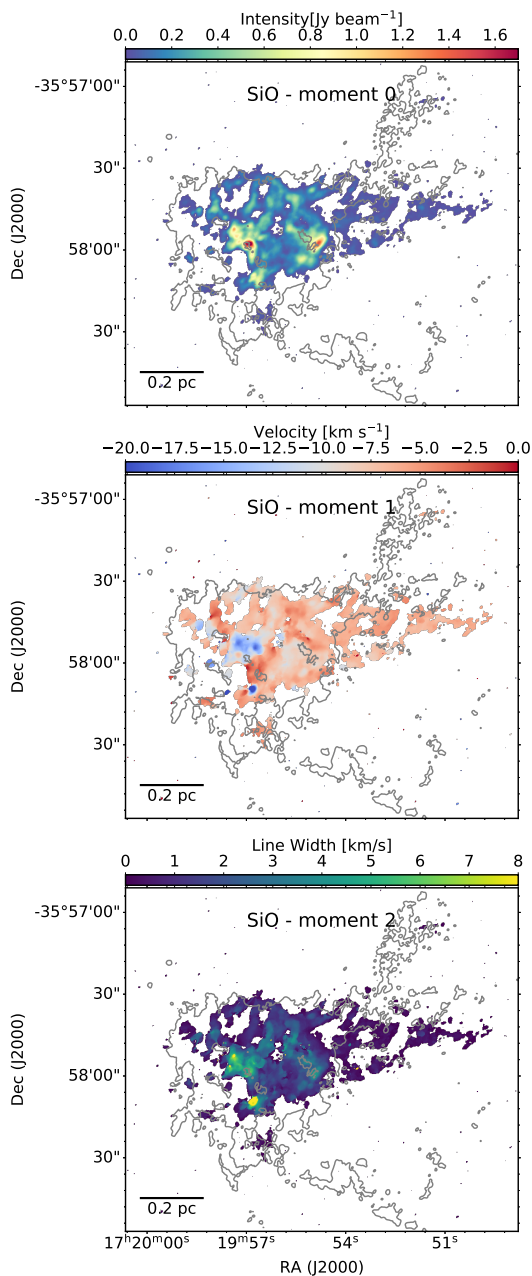 Intensity[Jy beam⁻¹]
0.0 0.2 0.4 0.6 0.8 1.0 1.2 1.4 1.6
SiO - moment 0
-35°57'00"
30"
58'00"
30"
Dec (J2000)
0.2 pc
Velocity [km s⁻¹]
−20.0 −17.5 −15.0 −12.5 −10.0 −7.5 −5.0 −2.5 0.0
SiO - moment 1
-35°57'00"
30"
58'00"
30"
Dec (J2000)
0.2 pc
Line Width [km/s]
0 1 2 3 4 5 6 7 8
SiO - moment 2
-35°57'00"
30"
58'00"
30"
Dec (J2000)
0.2 pc
17ʰ20ᵐ00ˢ 19ᵐ57ˢ 54ˢ 51ˢ
RA (J2000)